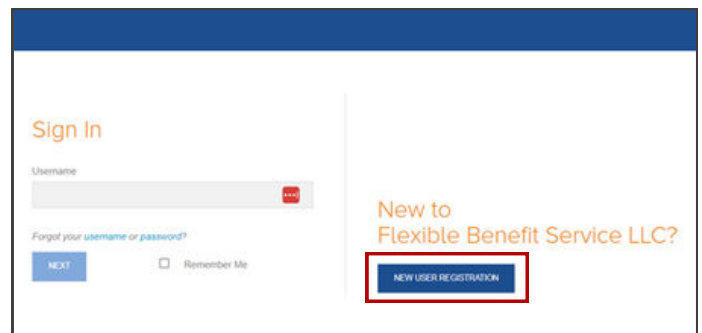 Sign In
Username
Forgot your username or password?
NEXT
Remember Me
New to
Flexible Benefit Service LLC?
NEW USER REGISTRATION